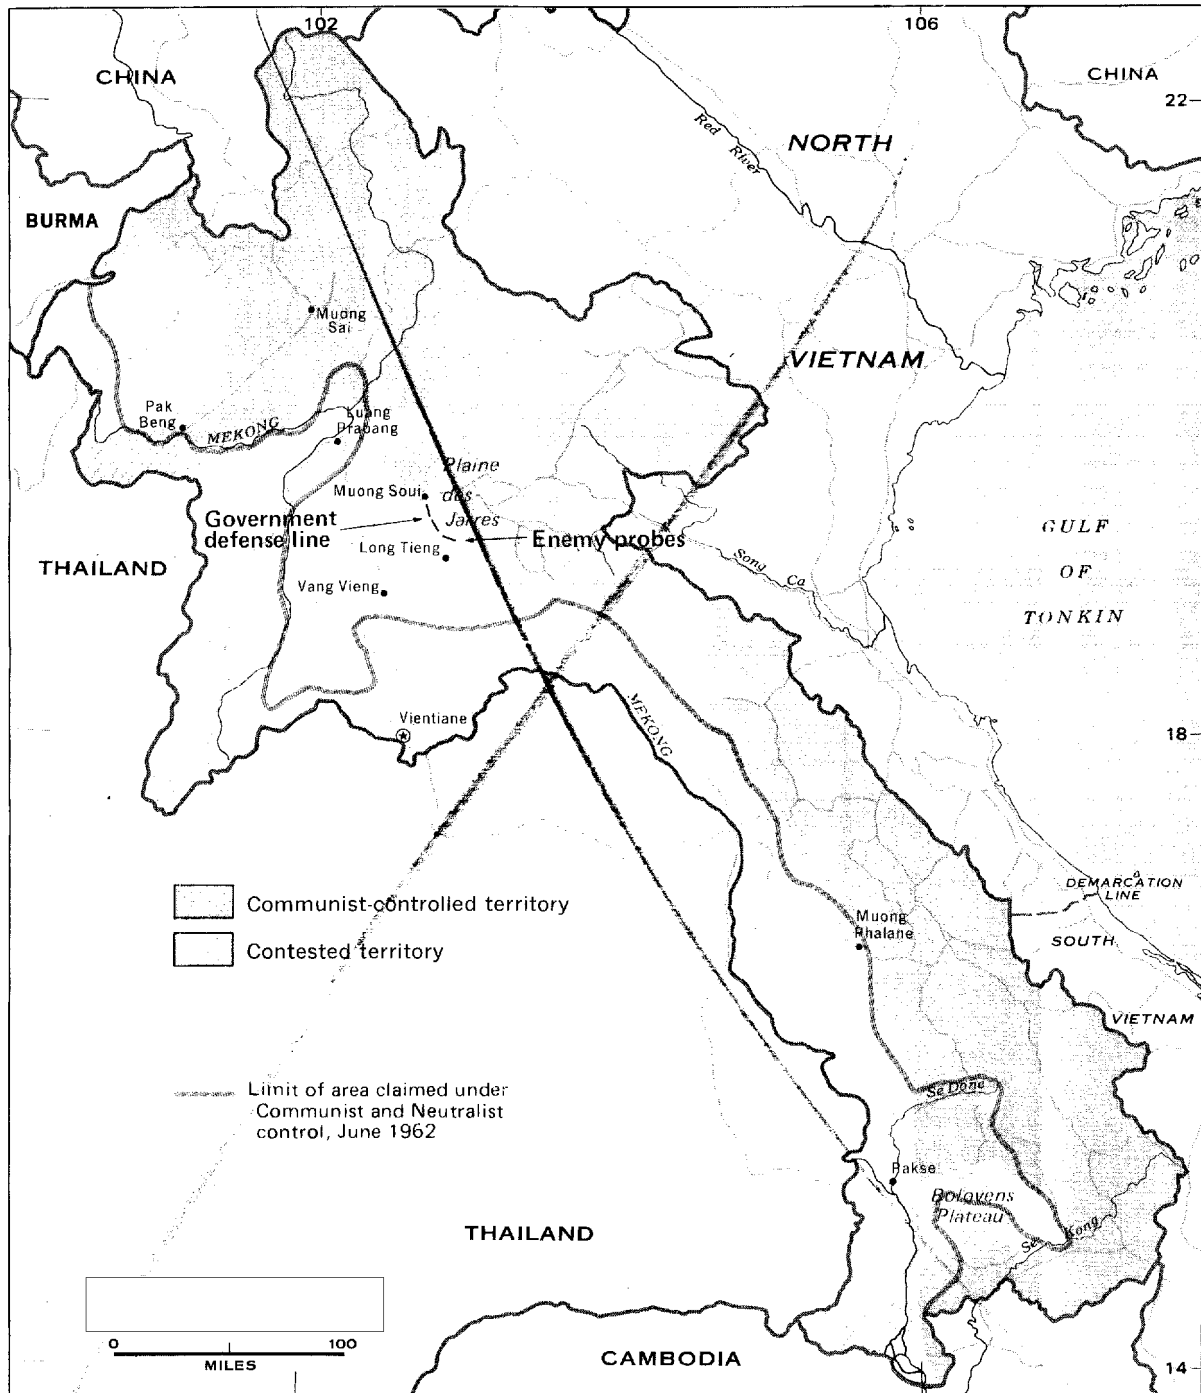 102
106
CHINA
CHINA
22
Red
River
NORTH
BURMA
Muong
Sai
VIETNAM
Pak
Beng
MEKONG
Luang
Prabang
Plaine
des
Jarres
Muong Soui
Government
defense line
Enemy probes
Long Tieng
GULF
OF
TONKIN
THAILAND
Song Ca
Vang Vieng
MEKONG
Vientiane
18
Communist-controlled territory
Contested territory
DEMARCATION
LINE
Muong
Phalane
SOUTH
VIETNAM
Limit of area claimed under
Communist and Neutralist
control, June 1962
Se Done
Pakse
Bolovens
Plateau
Se Kong
THAILAND
0 100
MILES
CAMBODIA
14